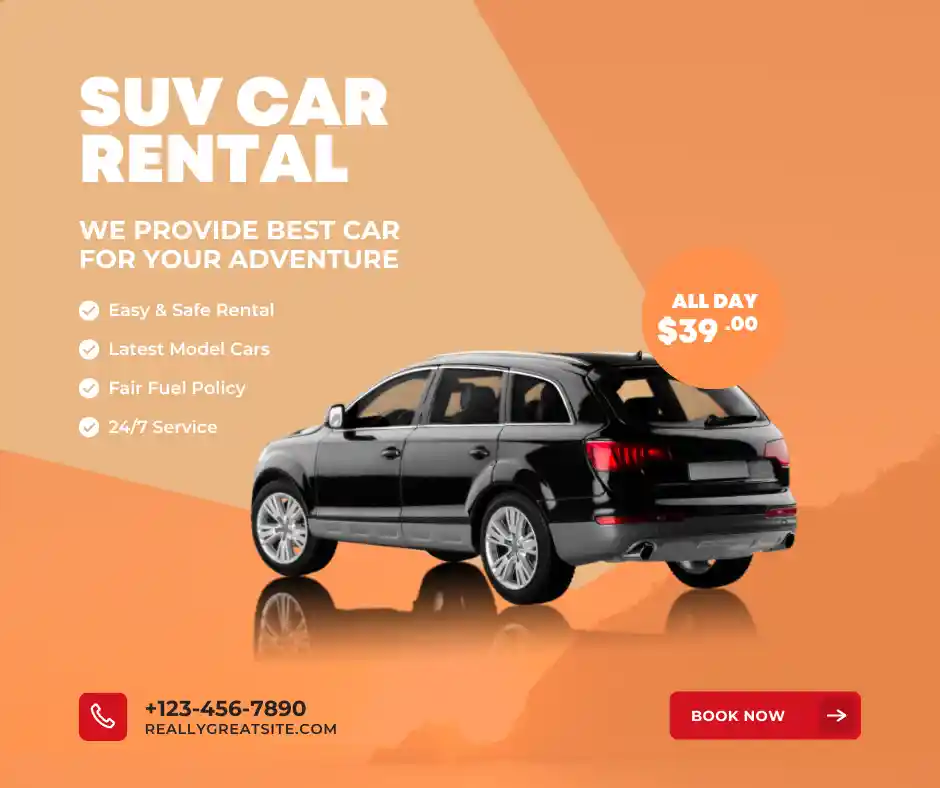 SUV CAR
RENTAL
WE PROVIDE BEST CAR
FOR YOUR ADVENTURE
Easy & Safe Rental
Latest Model Cars
Fair Fuel Policy
24/7 Service
ALL DAY
$39 .00
+123-456-7890
REALLYGREATSITE.COM
BOOK NOW